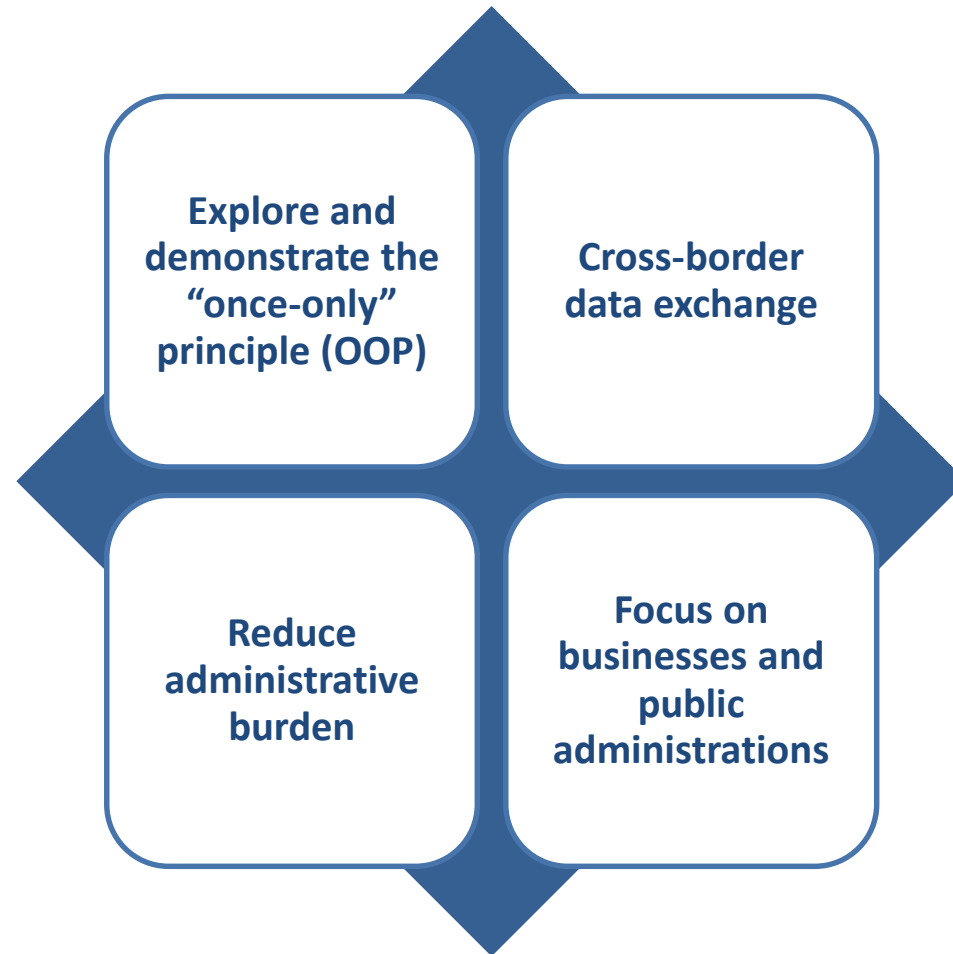 Explore and
demonstrate the
“once-only”
principle (OOP)
Cross-border
data exchange
Reduce
administrative
burden
Focus on
businesses and
public
administrations